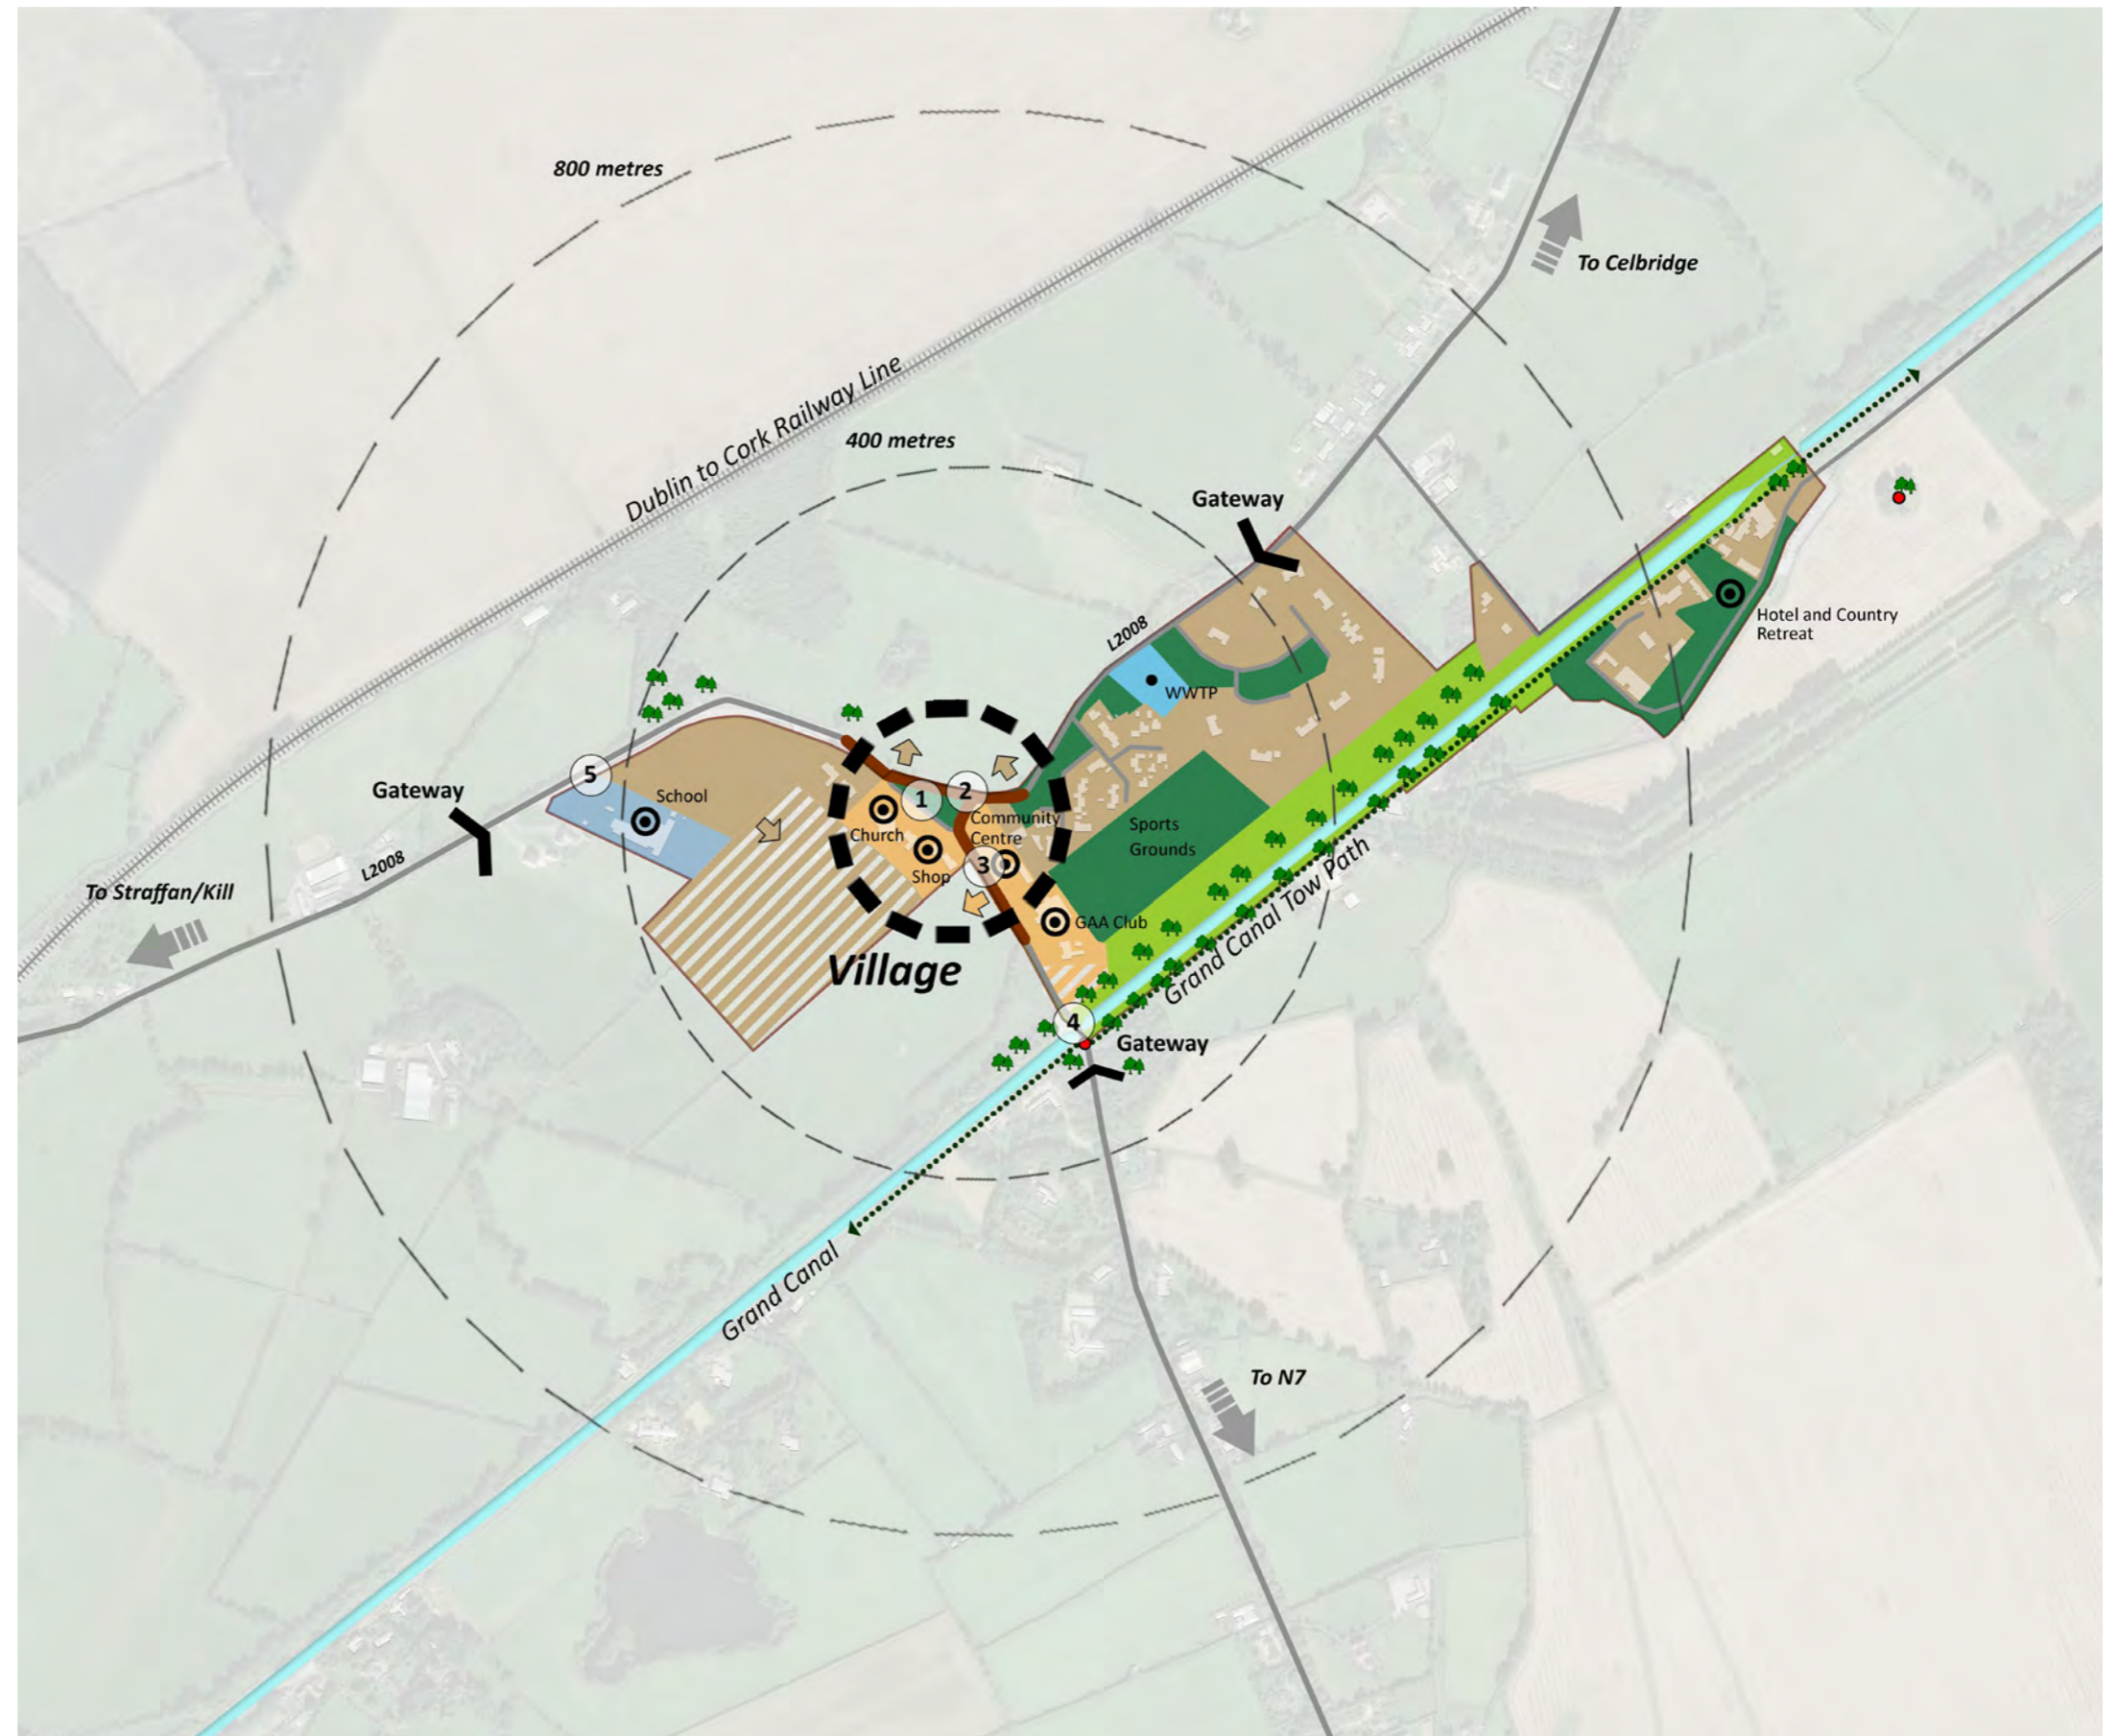 800 metres
To Celbridge
Dublin to Cork Railway Line
400 metres
Gateway
Hotel and Country
Retreat
L2008
WWTP
5
Gateway
School
1
2
Community
Centre
Church
3
Shop
Sports
Grounds
L2008
To Straffan/Kill
GAA Club
Village
Grand Canal Tow Path
4
Gateway
Grand Canal
To N7